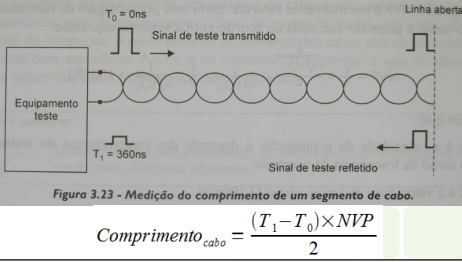 T₀ = 0ns
Linha aberta
Sinal de teste transmitido
Equipamento
teste
T₁ = 360ns
Sinal de teste refletido
Figura 3.23 - Medição do comprimento de um segmento de cabo.
Comprimento_cabo = (T₁−T₀)×NVP / 2